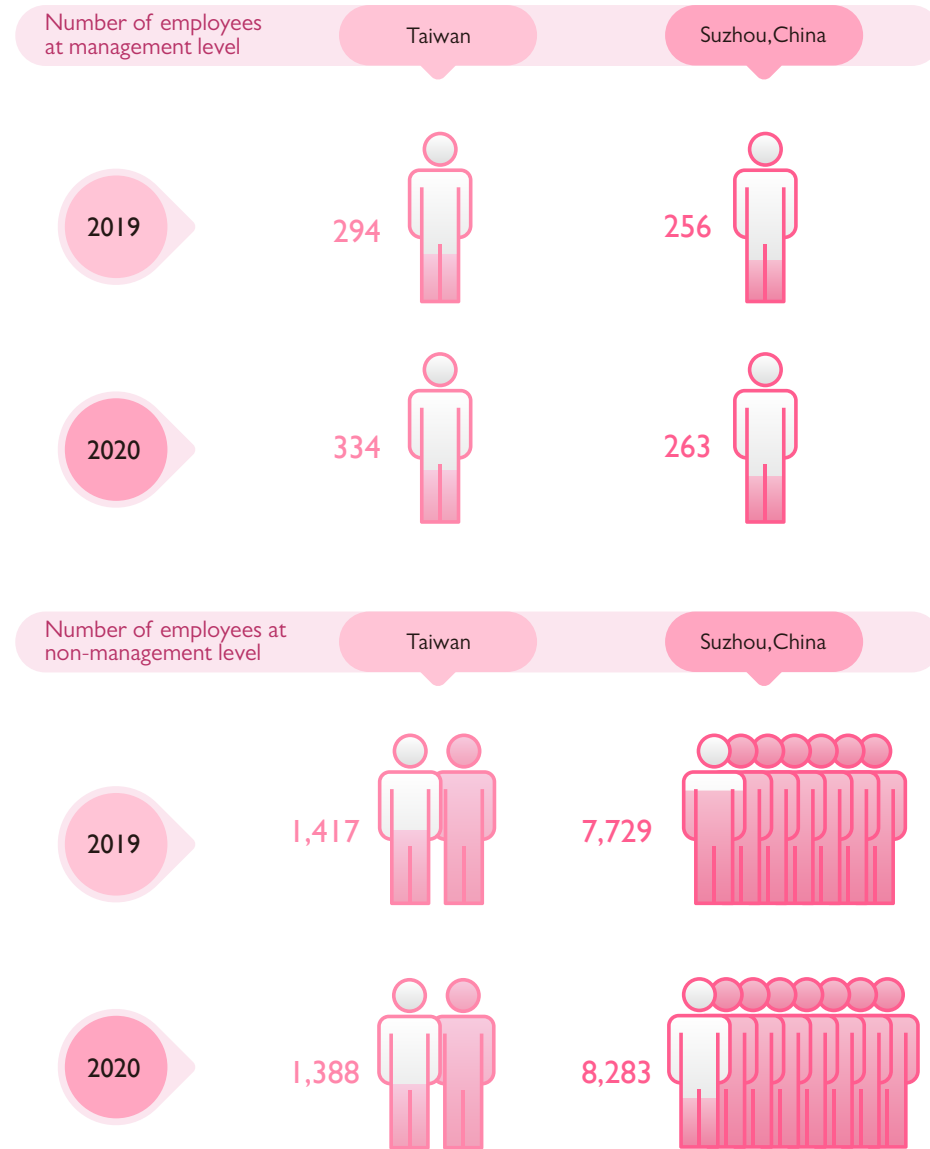 Number of employees
at management level
Taiwan
Suzhou,China
2019
294
256
2020
334
263
Number of employees at
non-management level
Taiwan
Suzhou,China
2019
1,417
7,729
2020
1,388
8,283